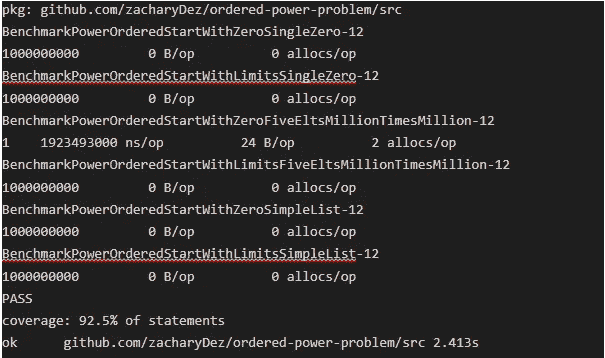 pkg: github.com/zacharyDez/ordered-power-problem/src
BenchmarkPowerOrderedStartWithZeroSingleZero-12
1000000000 0 B/op 0 allocs/op
BenchmarkPowerOrderedStartWithLimitsSingleZero-12
1000000000 0 B/op 0 allocs/op
BenchmarkPowerOrderedStartWithZeroFiveEltsMillionTimesMillion-12
1 1923493000 ns/op 24 B/op 2 allocs/op
BenchmarkPowerOrderedStartWithLimitsFiveEltsMillionTimesMillion-12
1000000000 0 B/op 0 allocs/op
BenchmarkPowerOrderedStartWithZeroSimpleList-12
1000000000 0 B/op 0 allocs/op
BenchmarkPowerOrderedStartWithLimitsSimpleList-12
1000000000 0 B/op 0 allocs/op
PASS
coverage: 92.5% of statements
ok github.com/zacharyDez/ordered-power-problem/src 2.413s